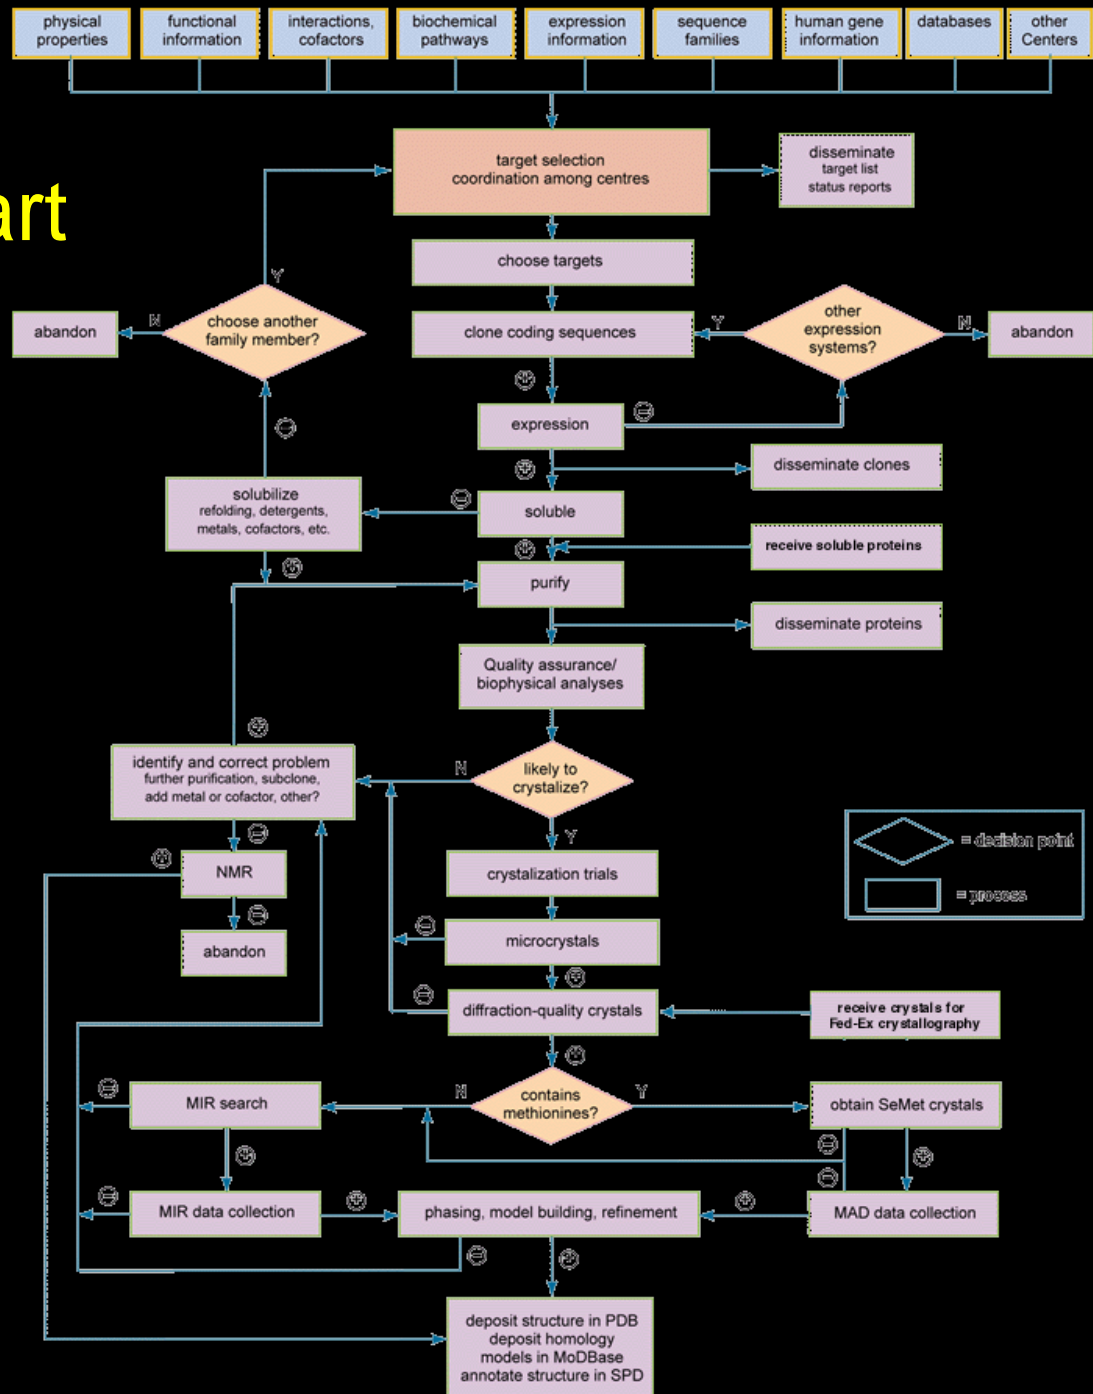 physical
properties
functional
information
interactions,
cofactors
biochemical
pathways
expression
information
sequence
families
human gene
information
databases
other
Centers
target selection
coordination among centres
disseminate
target list
status reports
art
choose targets
Y
abandon
N
choose another
family member?
clone coding sequences
Y
other
expression
systems?
N
abandon
+
expression
−
−
+
disseminate clones
solubilize
refolding, detergents,
metals, cofactors, etc.
−
soluble
+
receive soluble proteins
+
purify
disseminate proteins
Quality assurance/
biophysical analyses
+
identify and correct problem
further purification, subclone,
add metal or cofactor, other?
N
likely to
crystalize?
Y
−
+
NMR
crystalization trials
= decision point
= process
−
abandon
−
microcrystals
+
−
diffraction-quality crystals
receive crystals for
Fed-Ex crystallography
+
−
MIR search
N
contains
methionines?
Y
obtain SeMet crystals
+
−
+
−
−
MIR data collection
+
phasing, model building, refinement
+
MAD data collection
−
+
deposit structure in PDB
deposit homology
models in MoDBase
annotate structure in SPD